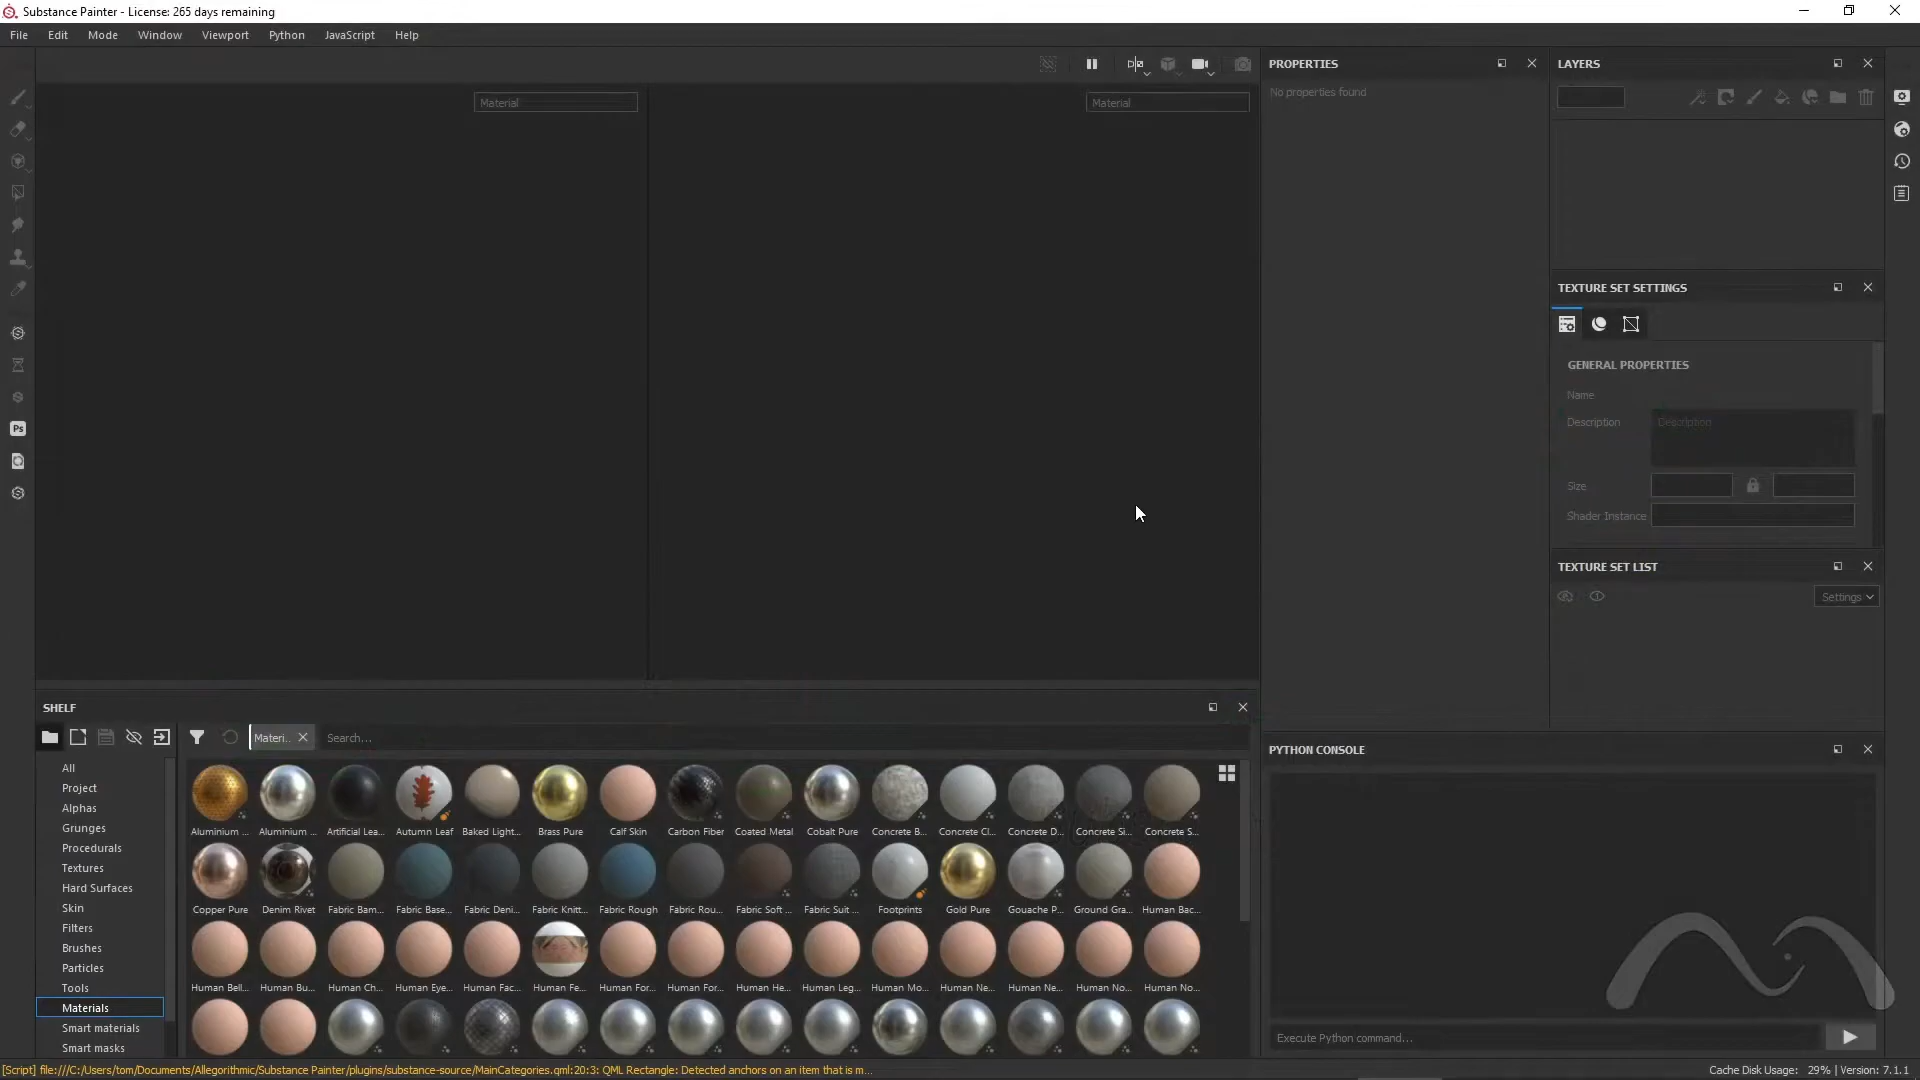 Substance Painter - License: 265 days remaining
File Edit Mode Window Viewport Python JavaScript Help
Material
Material
PROPERTIES
No properties found
LAYERS
TEXTURE SET SETTINGS
GENERAL PROPERTIES
Name
Description Description
Size
Shader Instance
TEXTURE SET LIST
Settings
SHELF
Materi..
Search...
All
Project
Alphas
Grunges
Procedurals
Textures
Hard Surfaces
Skin
Filters
Brushes
Particles
Tools
Materials
Smart materials
Smart masks
Aluminium ... Aluminium ... Artificial Lea... Autumn Leaf Baked Light... Brass Pure Calf Skin Carbon Fiber Coated Metal Cobalt Pure Concrete B... Concrete Cl... Concrete D... Concrete Si... Concrete S...
Copper Pure Denim Rivet Fabric Bam... Fabric Base... Fabric Deni... Fabric Knitt... Fabric Rough Fabric Rou... Fabric Soft ... Fabric Suit ... Footprints Gold Pure Gouache P... Ground Gra... Human Bac...
Human Bell... Human Bu... Human Ch... Human Eye... Human Fac... Human Fe... Human For... Human For... Human He... Human Leg... Human Mo... Human Ne... Human Ne... Human No... Human No...
PYTHON CONSOLE
Execute Python command...
Ps
[Script] file:///C:/Users/tom/Documents/Allegorithmic/Substance Painter/plugins/substance-source/MainCategories.qml:20:3: QML Rectangle: Detected anchors on an item that is m...
Cache Disk Usage: 29% | Version: 7.1.1